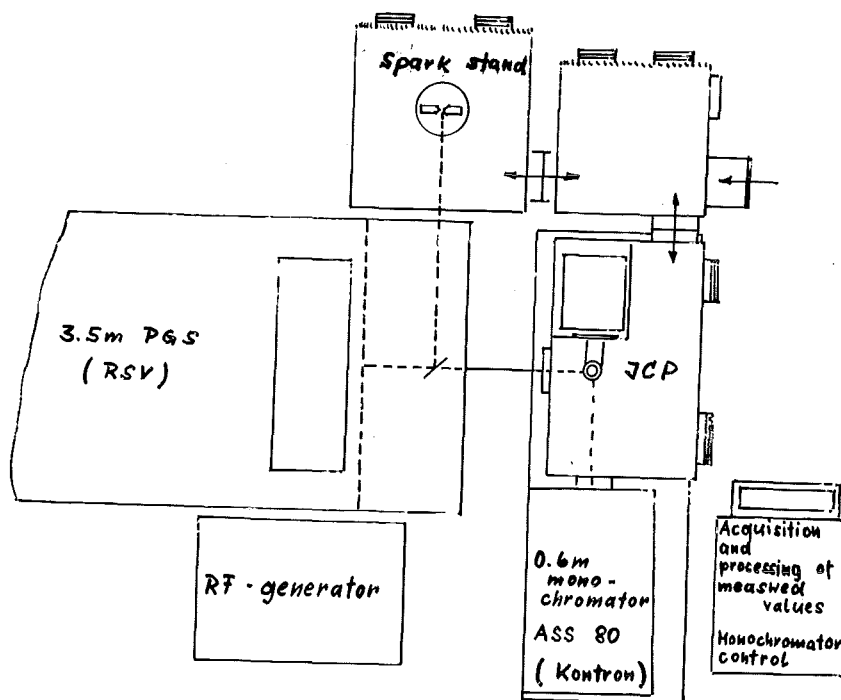 Spark stand
3.5m PGS
(RSV)
JCP
RF-generator
0.6m
mono-
chromator
ASS 80
(Kontron)
Acquisition
and
processing of
measured
values
Monochromator
control